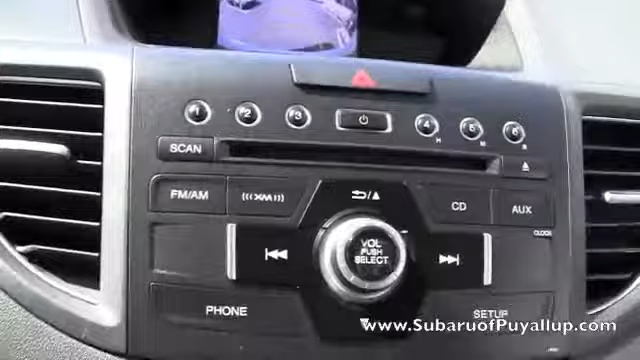 1 2 3 4 5 6
H M R
SCAN
FM/AM XM CD AUX
CLOCK
VOL
PUSH
SELECT
PHONE SETUP
www.SubaruofPuyallup.com